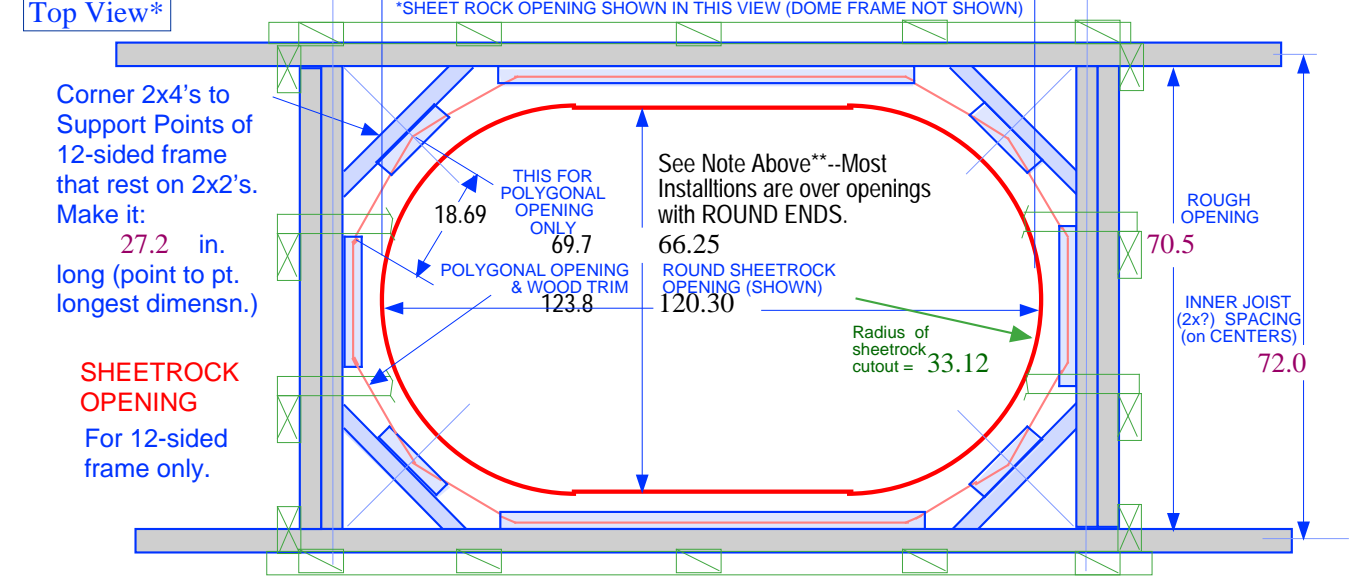 Top View*
*SHEET ROCK OPENING SHOWN IN THIS VIEW (DOME FRAME NOT SHOWN)
Corner 2x4's to
Support Points of
12-sided frame
that rest on 2x2's.
Make it:
27.2 in.
long (point to pt.
longest dimensn.)
SHEETROCK
OPENING
For 12-sided
frame only.
18.69
THIS FOR
POLYGONAL
OPENING
ONLY
69.7
POLYGONAL OPENING
& WOOD TRIM
123.8
See Note Above**--Most
Installtions are over openings
with ROUND ENDS.
66.25
ROUND SHEETROCK
OPENING (SHOWN)
120.30
Radius of
sheetrock
cutout = 33.12
ROUGH
OPENING
70.5
INNER JOIST
(2x?) SPACING
(on CENTERS)
72.0